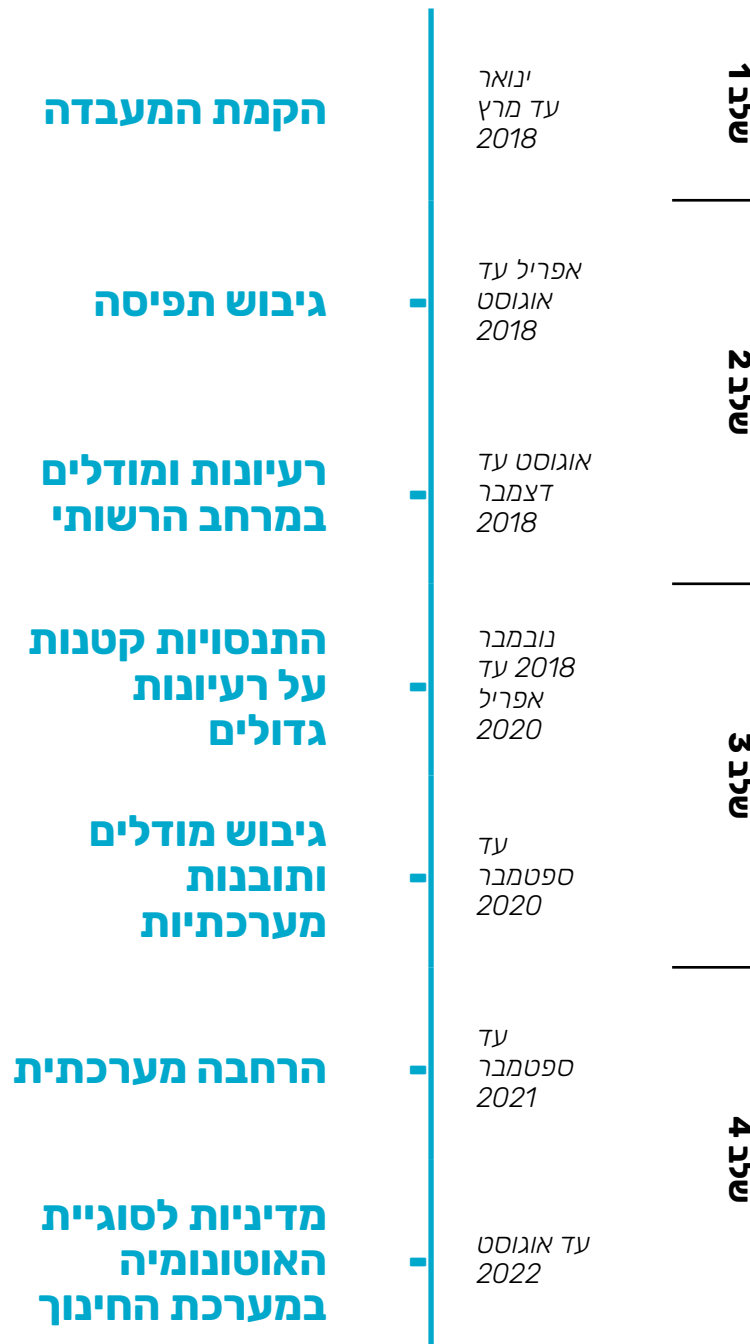 שלב 1
ינואר
עד מרץ
2018
הקמת המעבדה
שלב 2
אפריל עד
אוגוסט
2018
גיבוש תפיסה
אוגוסט עד
דצמבר
2018
רעיונות ומודלים
במרחב הרשותי
שלב 3
נובמבר
2018 עד
אפריל
2020
התנסויות קטנות
על רעיונות
גדולים
עד
ספטמבר
2020
גיבוש מודלים
ותובנות
מערכתיות
שלב 4
עד
ספטמבר
2021
הרחבה מערכתית
עד אוגוסט
2022
מדיניות לסוגיית
האוטונומיה
במערכת החינוך